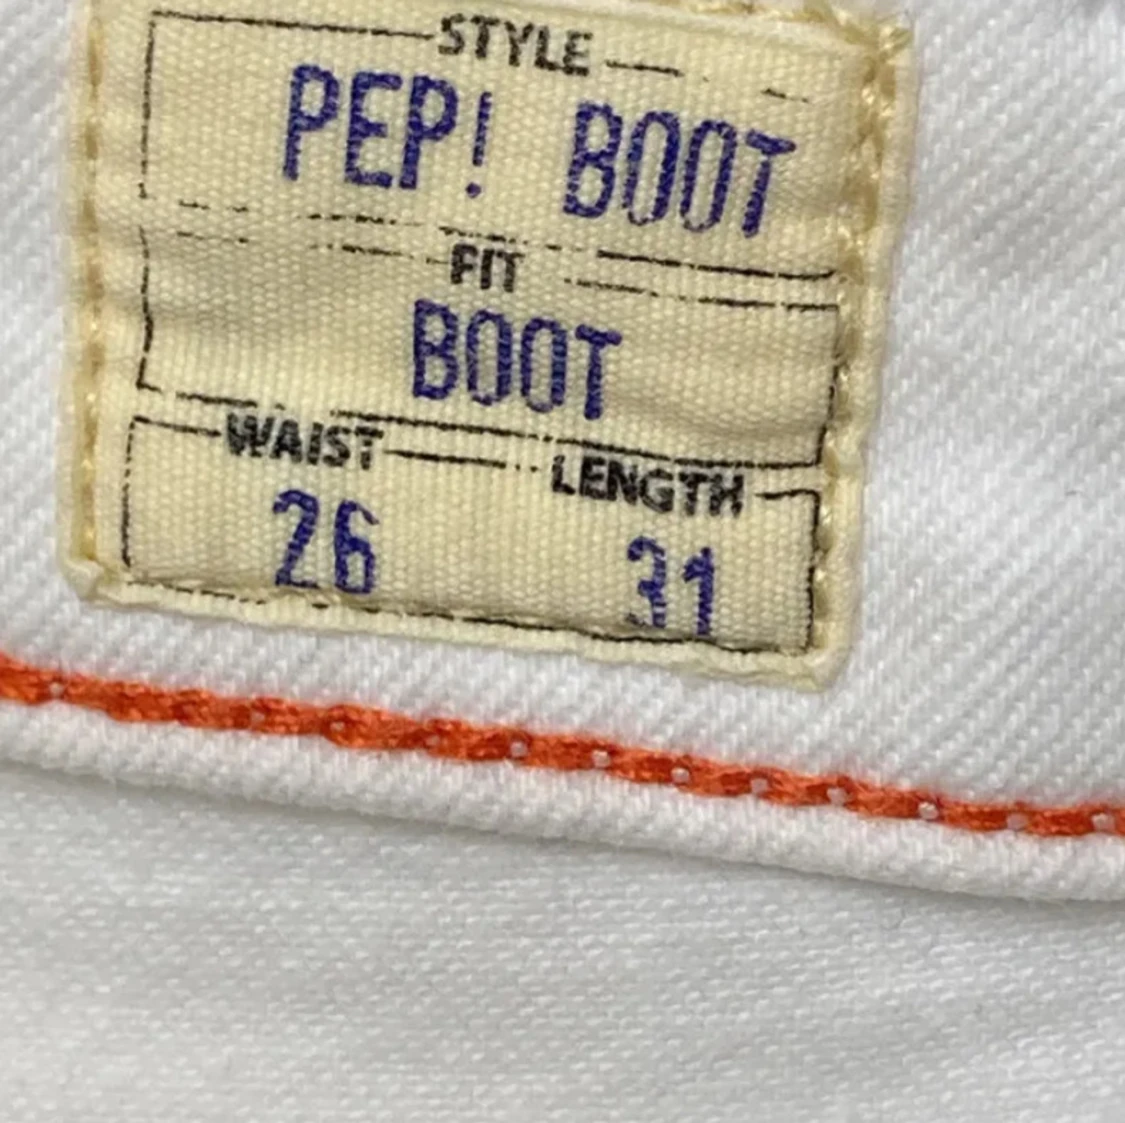 STYLE
PEP! BOOT
FIT
BOOT
WAIST LENGTH
26 31